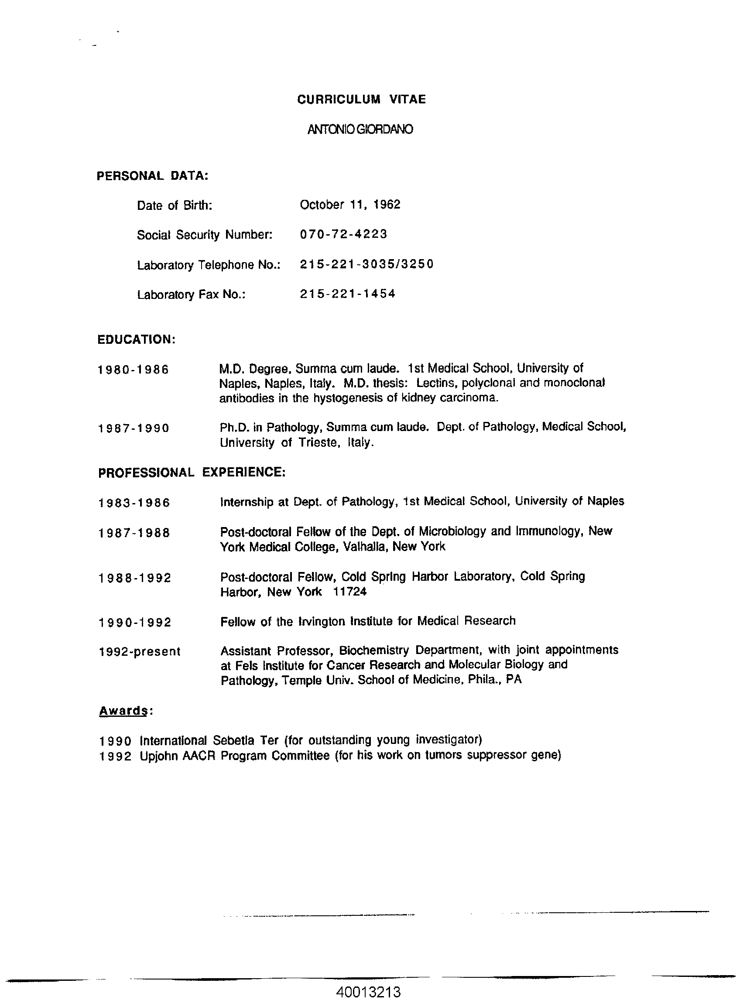 CURRICULUM VITAE
ANTONIO GIORDANO
PERSONAL DATA:
Date of Birth: October 11, 1962
Social Security Number: 070-72-4223
Laboratory Telephone No.: 215-221-3035/3250
Laboratory Fax No.: 215-221-1454
EDUCATION:
1980-1986 M.D. Degree, Summa cum laude. 1st Medical School, University of
Naples, Naples, Italy. M.D. thesis: Lectins, polyclonal and monoclonal
antibodies in the hystogenesis of kidney carcinoma.
1987-1990 Ph.D. in Pathology, Summa cum laude. Dept. of Pathology, Medical School,
University of Trieste, Italy.
PROFESSIONAL EXPERIENCE:
1983-1986 Internship at Dept. of Pathology, 1st Medical School, University of Naples
1987-1988 Post-doctoral Fellow of the Dept. of Microbiology and Immunology, New
York Medical College, Valhalla, New York
1988-1992 Post-doctoral Fellow, Cold Spring Harbor Laboratory, Cold Spring
Harbor, New York 11724
1990-1992 Fellow of the Irvington Institute for Medical Research
1992-present Assistant Professor, Biochemistry Department, with joint appointments
at Fels Institute for Cancer Research and Molecular Biology and
Pathology, Temple Univ. School of Medicine, Phila., PA
Awards:
1990 International Sebetia Ter (for outstanding young investigator)
1992 Upjohn AACR Program Committee (for his work on tumors suppressor gene)
40013213